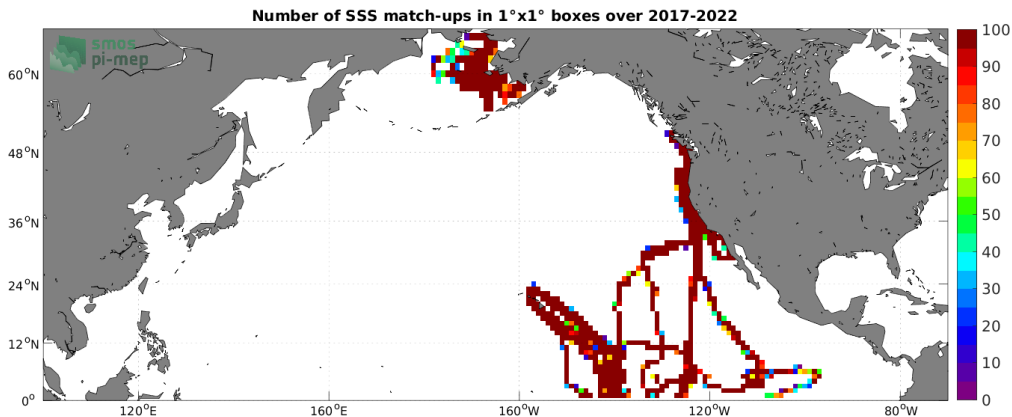 Number of SSS match-ups in 1°x1° boxes over 2017-2022
smos
pi-mep
60°N
48°N
36°N
24°N
12°N
0°
120°E
160°E
160°W
120°W
80°W
100
90
80
70
60
50
40
30
20
10
0